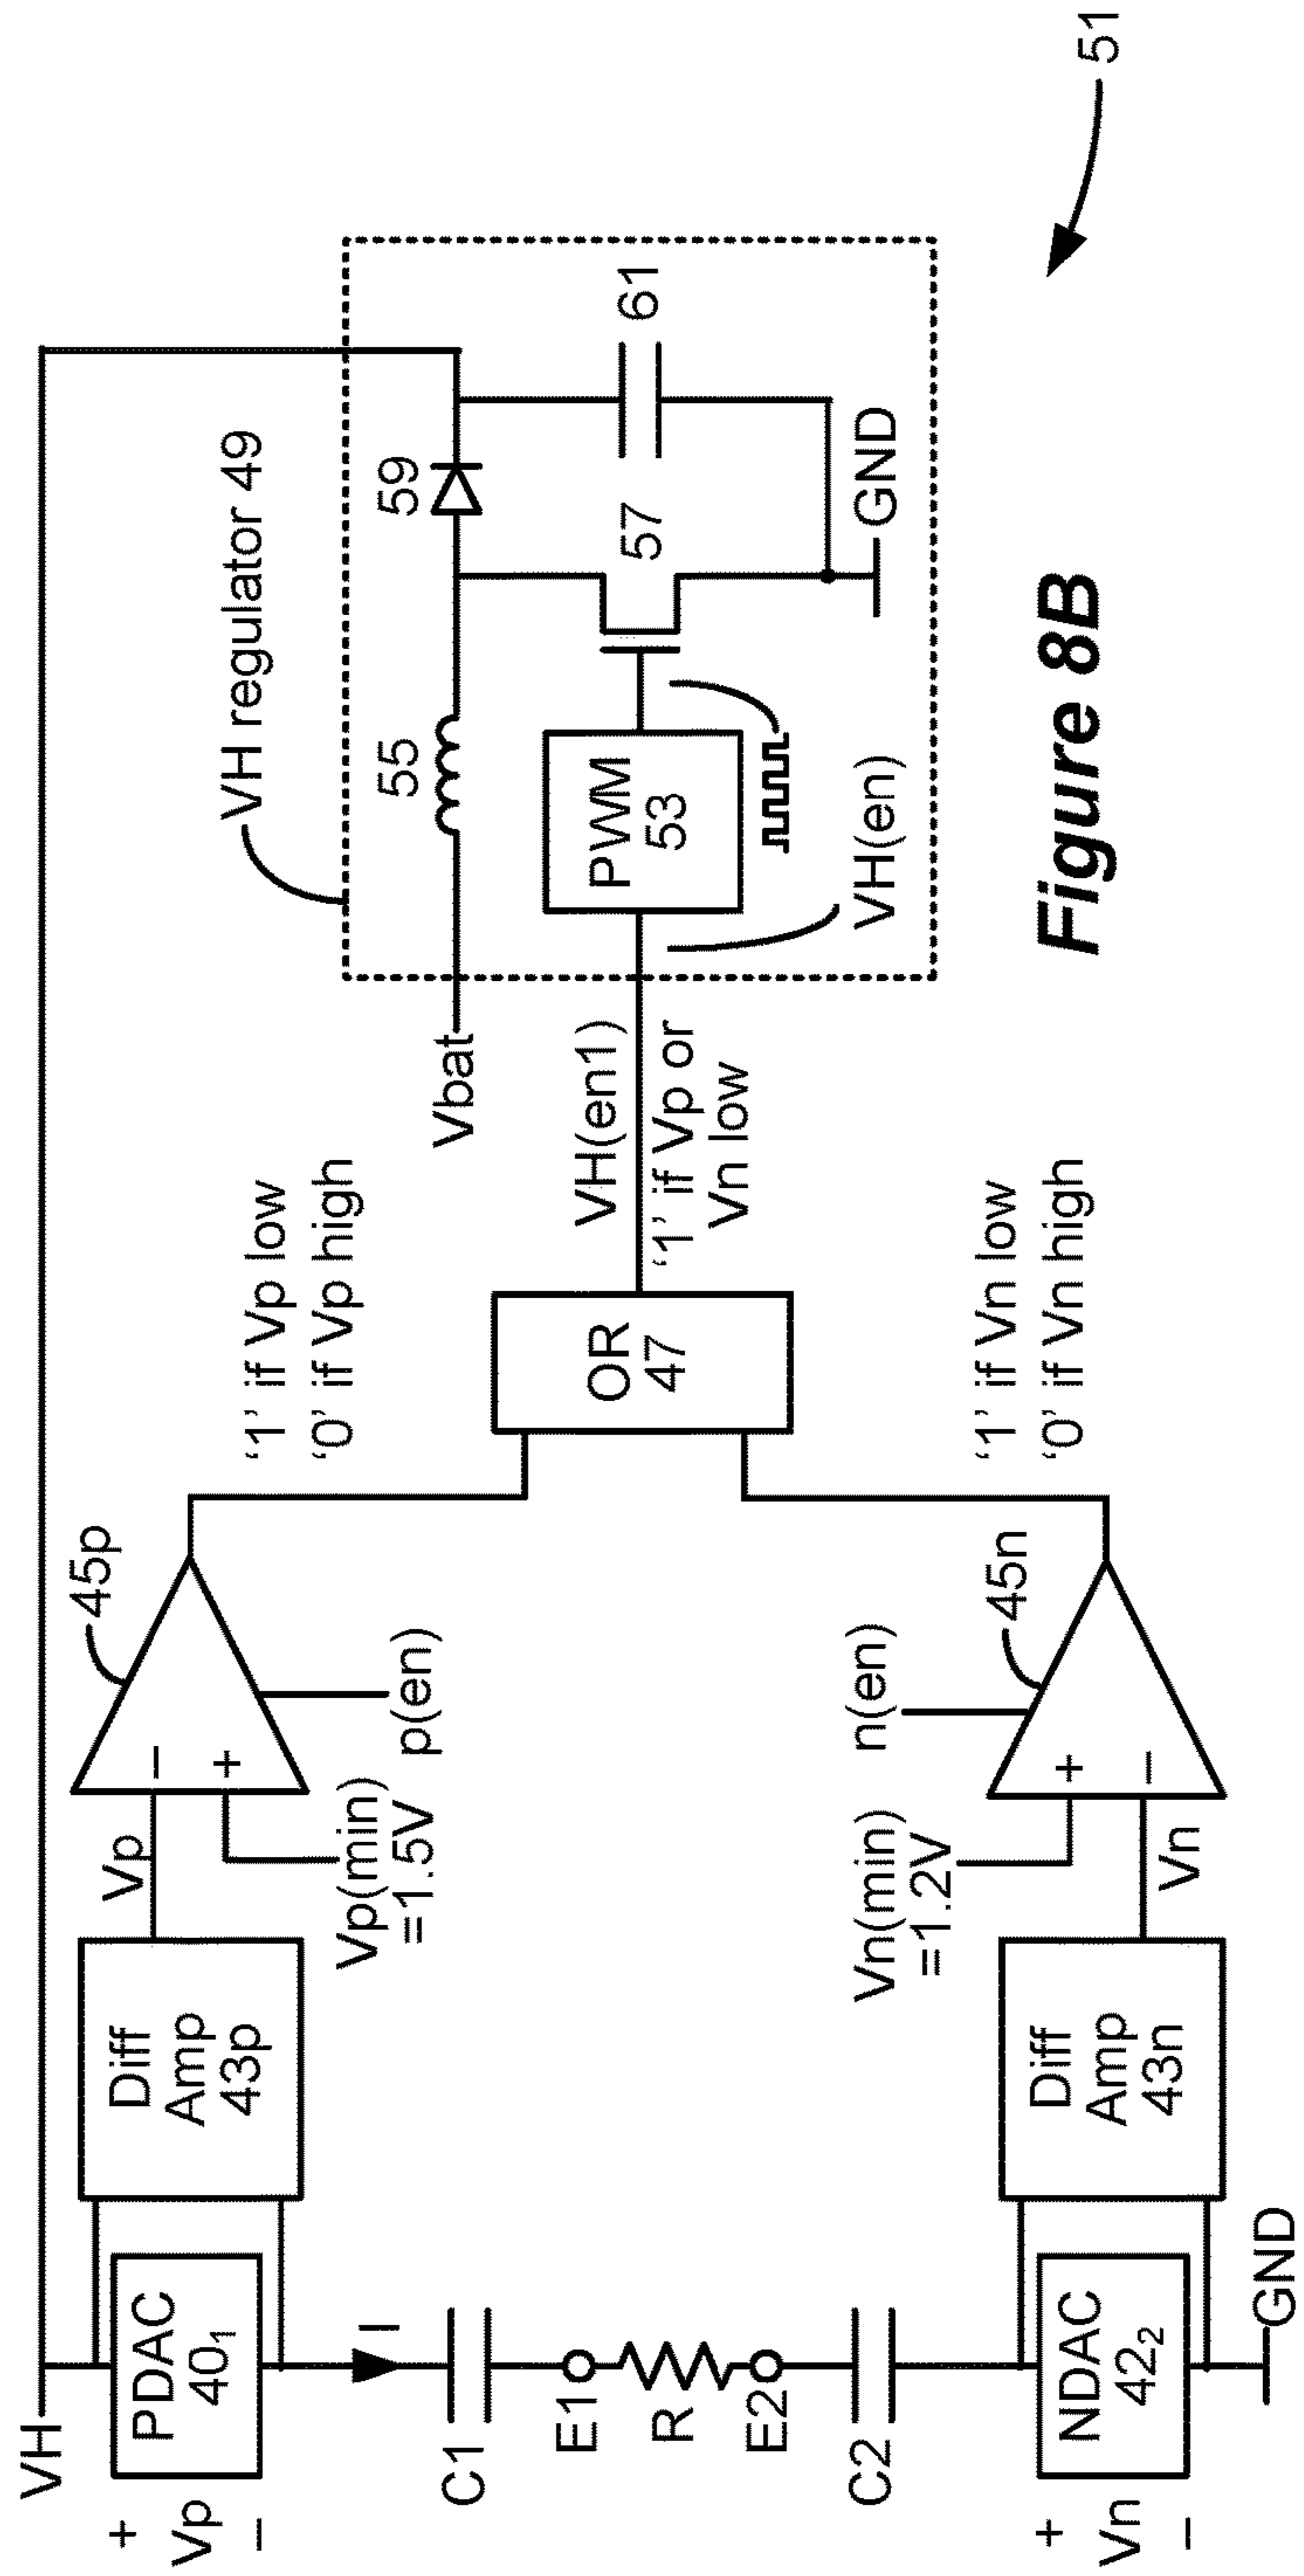 VH
+
Vp
–
PDAC
40₁
Diff
Amp
43p
Vp
Vp(min)
=1.5V
–
+
45p
p(en)
‘1’ if Vp low
‘0’ if Vp high
I
C1
E1
R
E2
C2
+
Vn
–
NDAC
42₂
GND
Diff
Amp
43n
Vn(min)
=1.2V
Vn
+
–
n(en)
45n
‘1’ if Vn low
‘0’ if Vn high
OR
47
VH(en1)
‘1’ if Vp or
Vn low
VH regulator 49
Vbat
55
59
PWM
53
57
61
VH(en)
GND
51
Figure 8B